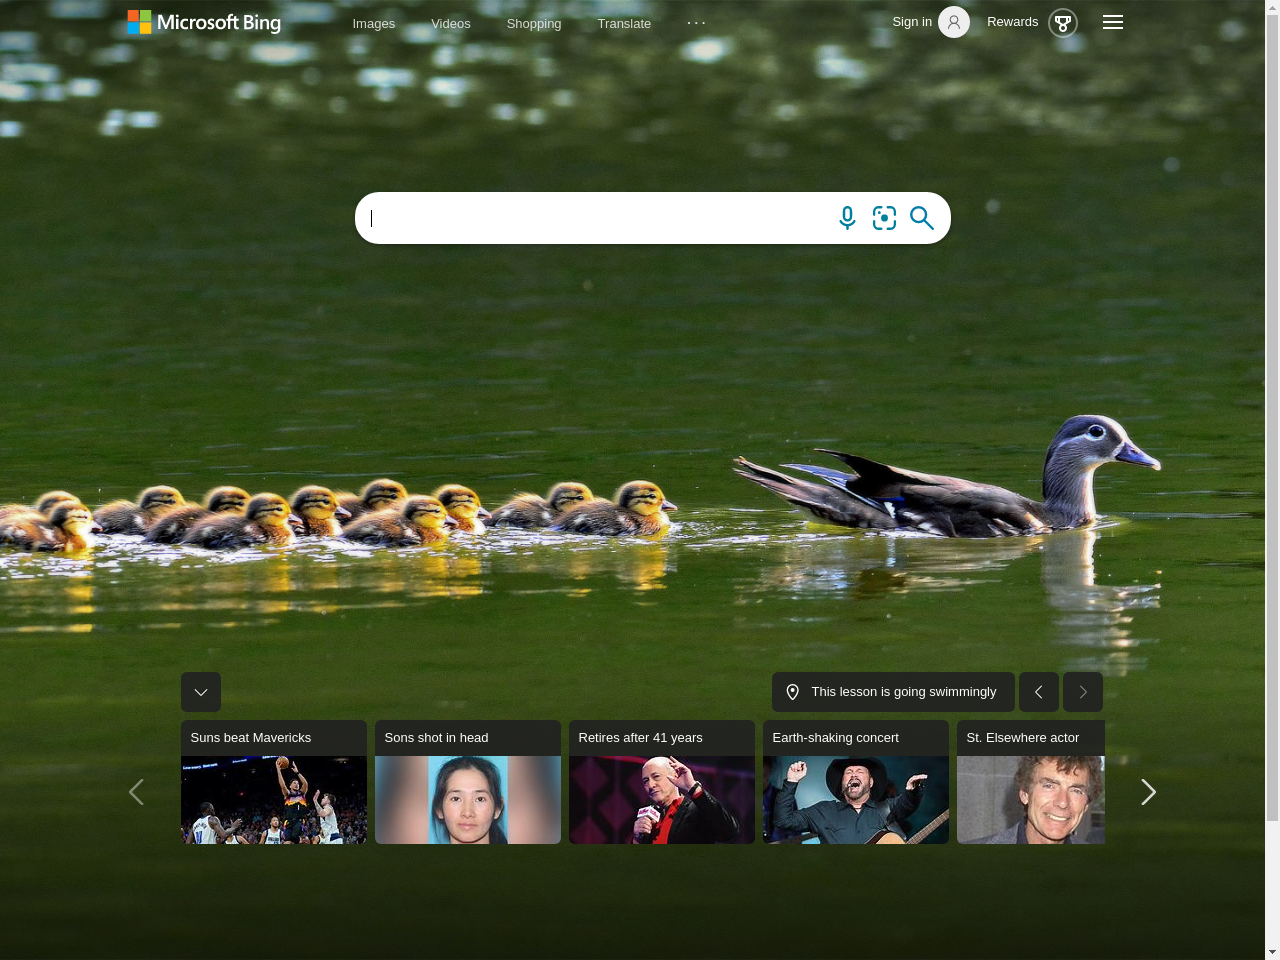 Microsoft Bing
Images
Videos
Shopping
Translate
Sign in
Rewards
This lesson is going swimmingly
Suns beat Mavericks
Sons shot in head
Retires after 41 years
Earth-shaking concert
St. Elsewhere actor